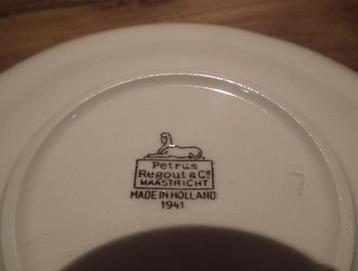 Petrus
Regout & Co
MAASTRICHT
MADE IN HOLLAND
1941